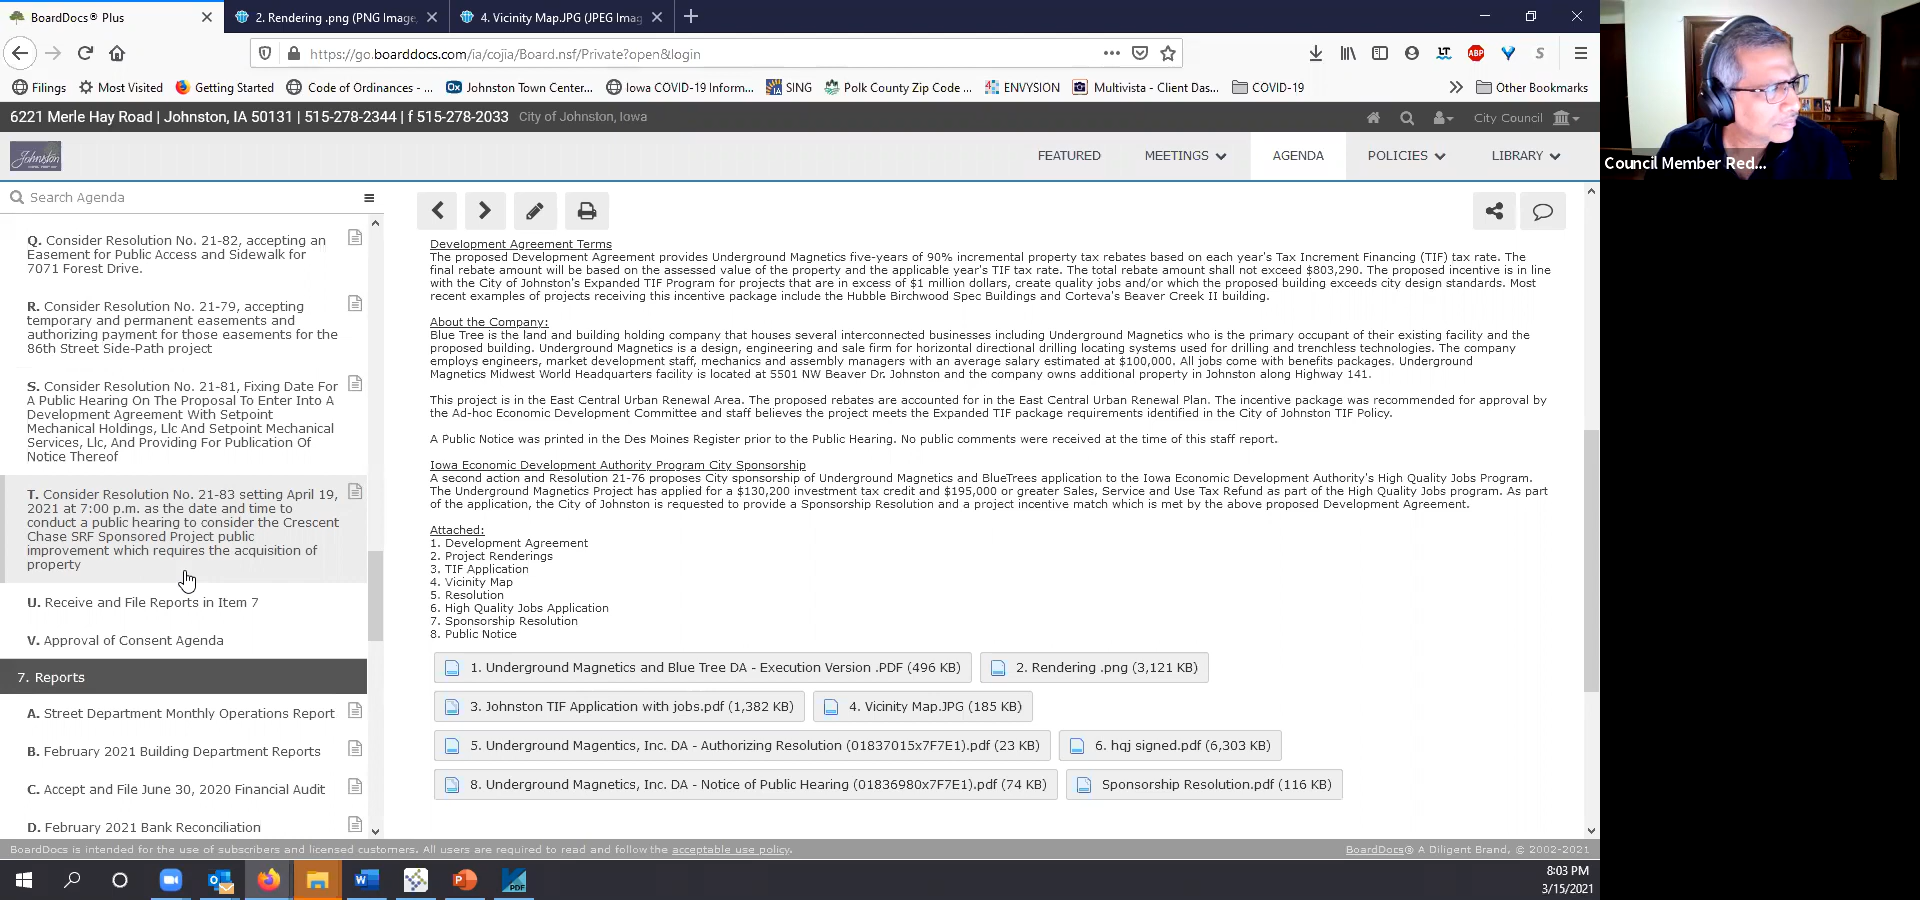 BoardDocs® Plus
2. Rendering .png (PNG Image,
4. Vicinity Map.JPG (JPEG Imag
https://go.boarddocs.com/ia/cojia/Board.nsf/Private?open&login
Filings
Most Visited
Getting Started
Code of Ordinances - ...
Johnston Town Center...
Iowa COVID-19 Inform...
SING
Polk County Zip Code ...
ENVYSION
Multivista - Client Das...
COVID-19
Other Bookmarks
6221 Merle Hay Road | Johnston, IA 50131 | 515-278-2344 | f 515-278-2033
City of Johnston, Iowa
City Council
Johnston
FEATURED
MEETINGS
AGENDA
POLICIES
LIBRARY
Council Member Red...
Search Agenda
Q. Consider Resolution No. 21-82, accepting an
Easement for Public Access and Sidewalk for
7071 Forest Drive.
R. Consider Resolution No. 21-79, accepting
temporary and permanent easements and
authorizing payment for those easements for the
86th Street Side-Path project
S. Consider Resolution No. 21-81, Fixing Date For
A Public Hearing On The Proposal To Enter Into A
Development Agreement With Setpoint
Mechanical Holdings, Llc And Setpoint Mechanical
Services, Llc, And Providing For Publication Of
Notice Thereof
T. Consider Resolution No. 21-83 setting April 19,
2021 at 7:00 p.m. as the date and time to
conduct a public hearing to consider the Crescent
Chase SRF Sponsored Project public
improvement which requires the acquisition of
property
U. Receive and File Reports in Item 7
V. Approval of Consent Agenda
7. Reports
A. Street Department Monthly Operations Report
B. February 2021 Building Department Reports
C. Accept and File June 30, 2020 Financial Audit
D. February 2021 Bank Reconciliation
Development Agreement Terms
The proposed Development Agreement provides Underground Magnetics five-years of 90% incremental property tax rebates based on each year's Tax Increment Financing (TIF) tax rate. The
final rebate amount will be based on the assessed value of the property and the applicable year's TIF tax rate. The total rebate amount shall not exceed $803,290. The proposed incentive is in line
with the City of Johnston's Expanded TIF Program for projects that are in excess of $1 million dollars, create quality jobs and/or which the proposed building exceeds city design standards. Most
recent examples of projects receiving this incentive package include the Hubble Birchwood Spec Buildings and Corteva's Beaver Creek II building.
About the Company:
Blue Tree is the land and building holding company that houses several interconnected businesses including Underground Magnetics who is the primary occupant of their existing facility and the
proposed building. Underground Magnetics is a design, engineering and sale firm for horizontal directional drilling locating systems used for drilling and trenchless technologies. The company
employs engineers, market development staff, mechanics and assembly managers with an average salary estimated at $100,000. All jobs come with benefits packages. Underground
Magnetics Midwest World Headquarters facility is located at 5501 NW Beaver Dr. Johnston and the company owns additional property in Johnston along Highway 141.
This project is in the East Central Urban Renewal Area. The proposed rebates are accounted for in the East Central Urban Renewal Plan. The incentive package was recommended for approval by
the Ad-hoc Economic Development Committee and staff believes the project meets the Expanded TIF package requirements identified in the City of Johnston TIF Policy.
A Public Notice was printed in the Des Moines Register prior to the Public Hearing. No public comments were received at the time of this staff report.
Iowa Economic Development Authority Program City Sponsorship
A second action and Resolution 21-76 proposes City sponsorship of Underground Magnetics and BlueTrees application to the Iowa Economic Development Authority's High Quality Jobs Program.
The Underground Magnetics Project has applied for a $130,200 investment tax credit and $195,000 or greater Sales, Service and Use Tax Refund as part of the High Quality Jobs program. As part
of the application, the City of Johnston is requested to provide a Sponsorship Resolution and a project incentive match which is met by the above proposed Development Agreement.
Attached:
1. Development Agreement
2. Project Renderings
3. TIF Application
4. Vicinity Map
5. Resolution
6. High Quality Jobs Application
7. Sponsorship Resolution
8. Public Notice
1. Underground Magnetics and Blue Tree DA - Execution Version .PDF (496 KB)
2. Rendering .png (3,121 KB)
3. Johnston TIF Application with jobs.pdf (1,382 KB)
4. Vicinity Map.JPG (185 KB)
5. Underground Magentics, Inc. DA - Authorizing Resolution (01837015x7F7E1).pdf (23 KB)
6. hqj signed.pdf (6,303 KB)
8. Underground Magnetics, Inc. DA - Notice of Public Hearing (01836980x7F7E1).pdf (74 KB)
Sponsorship Resolution.pdf (116 KB)
BoardDocs is intended for the use of subscribers and licensed customers. All users are required to read and follow the acceptable use policy.
BoardDocs® A Diligent Brand, © 2002-2021
8:03 PM
3/15/2021